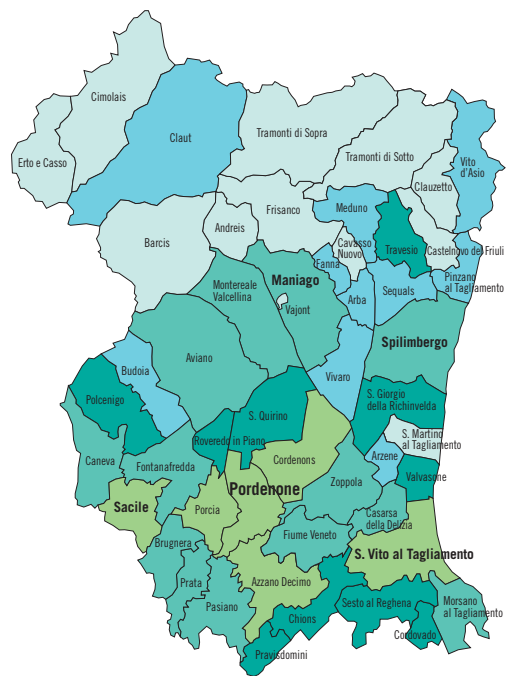 Cimolais
Claut
Tramonti di Sopra
Erto e Casso
Tramonti di Sotto
Vito
d'Asio
Clauzetto
Meduno
Frisanco
Andreis
Barcis
Cavasso
Nuovo
Travesio
Castelnovo del Friuli
Fanna
Maniago
Pinzano
al Tagliamento
Montereale
Valcellina
Arba
Sequals
Vajont
Spilimbergo
Aviano
Budoia
Vivaro
Polcenigo
S. Giorgio
della Richinvelda
S. Quirino
Roveredo in Piano
S. Martino
al Tagliamento
Arzene
Caneva
Fontanafredda
Cordenons
Valvasone
Zoppola
Pordenone
Sacile
Porcia
Casarsa
della Delizia
Fiume Veneto
Brugnera
S. Vito al Tagliamento
Prata
Azzano Decimo
Pasiano
Sesto al Reghena
Morsano
al Tagliamento
Chions
Cordovado
Pravisdomini